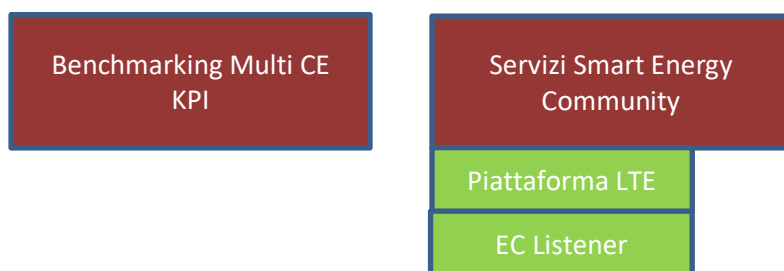 Benchmarking Multi CE
KPI
Servizi Smart Energy
Community
Piattaforma LTE
EC Listener